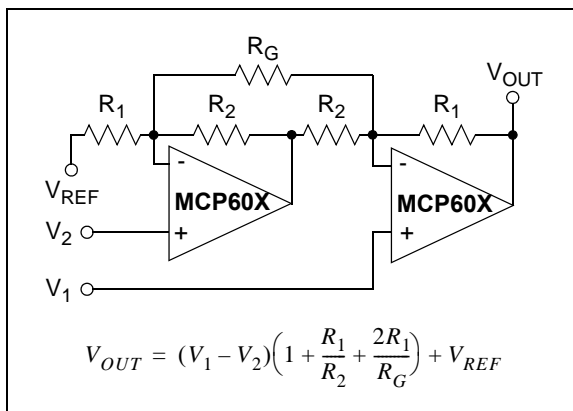 R_G
V_OUT
R_1 R_2 R_2 R_1
V_REF
- -
MCP60X MCP60X
V_2 + +
V_1
V_OUT = (V_1 – V_2)(1 + R_1/R_2 + 2R_1/R_G) + V_REF